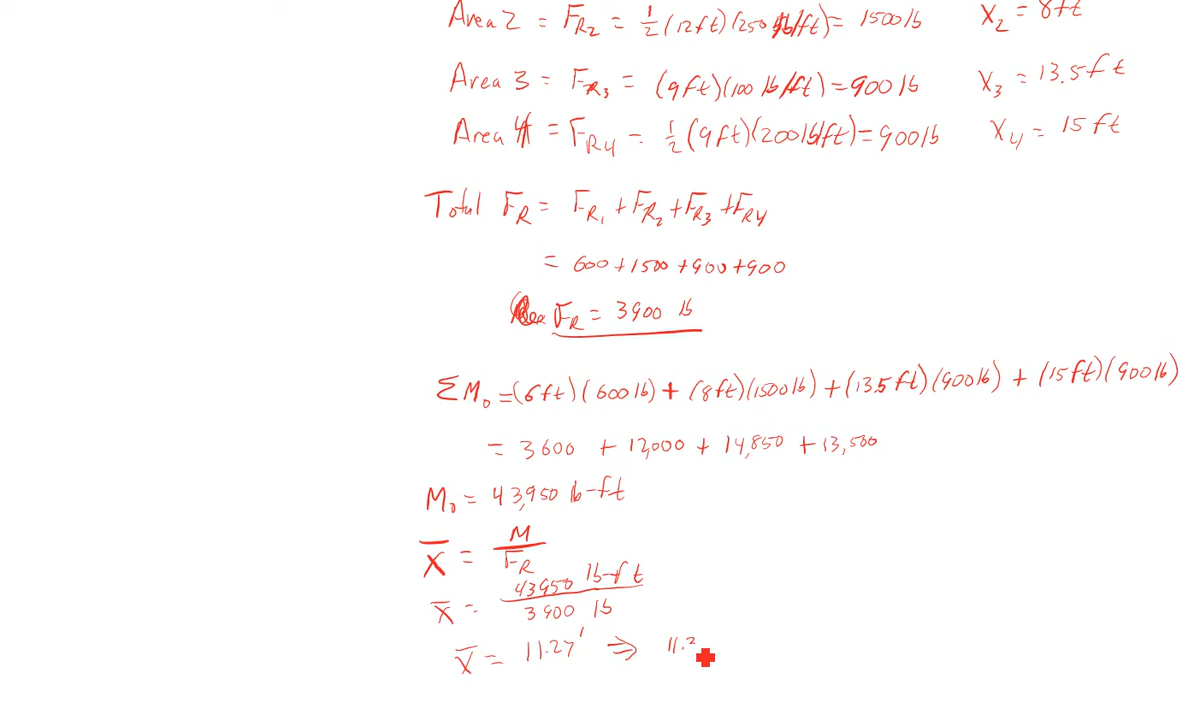 Area 2 = F_R2 = 1/2 (12ft)(250 lb/ft) = 1500 lb X_2 = 8ft
Area 3 = F_R3 = (9ft)(100 lb/ft) = 900 lb X_3 = 13.5 ft
Area 4 = F_R4 = 1/2 (9ft)(200 lb/ft) = 900 lb X_4 = 15 ft
Total F_R = F_R1 + F_R2 + F_R3 + F_R4
= 600 + 1500 + 900 + 900
F_R = 3900 lb
ΣM_o = (6ft)(600 lb) + (8ft)(1500 lb) + (13.5 ft)(900 lb) + (15 ft)(900 lb)
= 3600 + 12,000 + 14,850 + 13,500
M_o = 43,950 lb-ft
X̄ = M / F_R
X̄ = 43950 lb-ft / 3900 lb
X̄ = 11.27' ⇒ 11.2